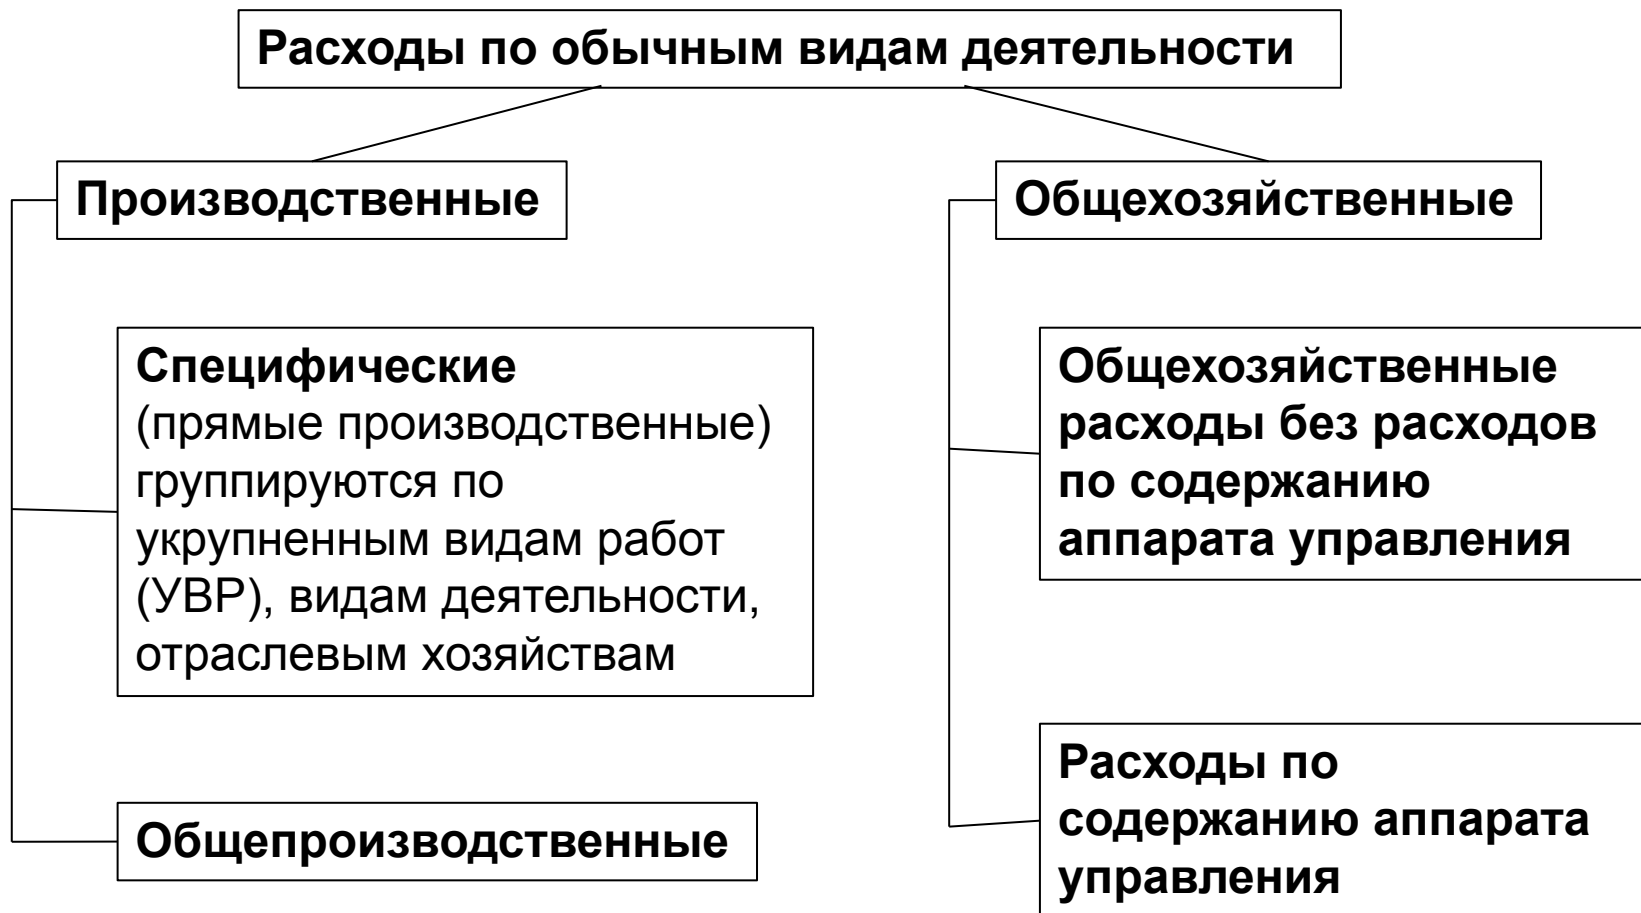 Расходы по обычным видам деятельности
Производственные
Общехозяйственные
Специфические
(прямые производственные)
группируются по
укрупненным видам работ
(УВР), видам деятельности,
отраслевым хозяйствам
Общехозяйственные
расходы без расходов
по содержанию
аппарата управления
Общепроизводственные
Расходы по
содержанию аппарата
управления